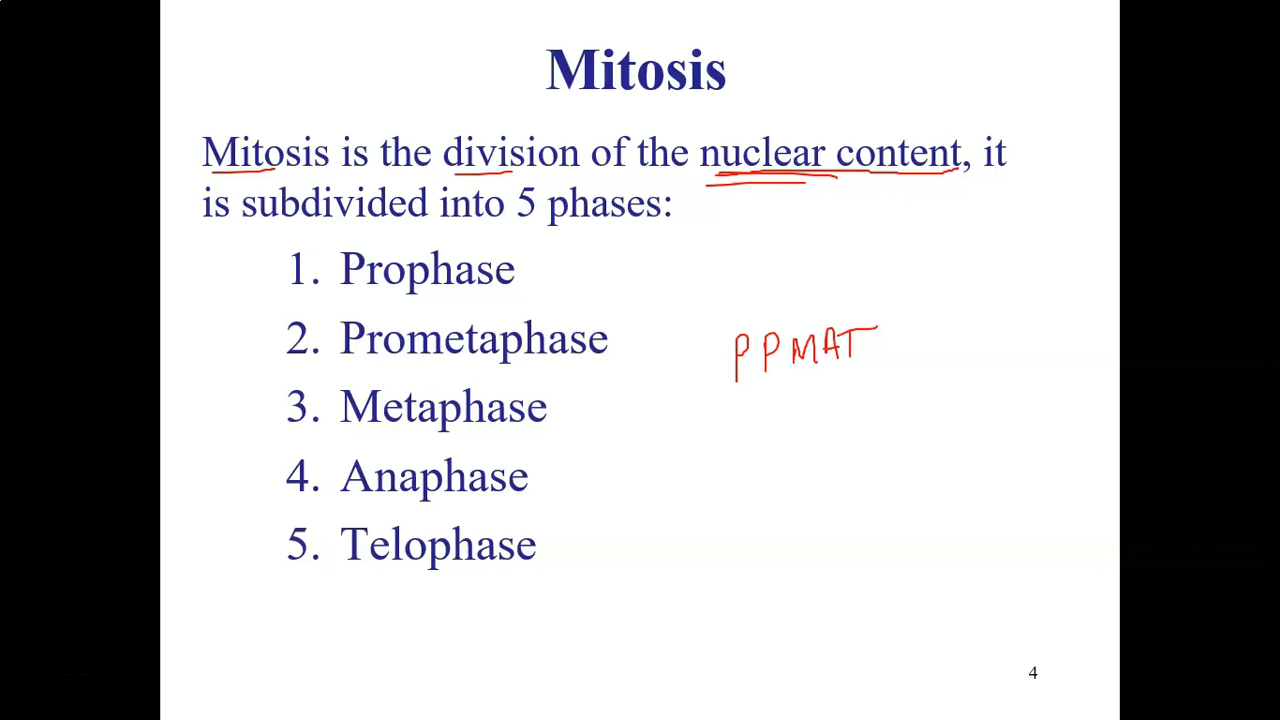 Mitosis
Mitosis is the division of the nuclear content, it
is subdivided into 5 phases:
1. Prophase
2. Prometaphase
PPMAT
3. Metaphase
4. Anaphase
5. Telophase
4